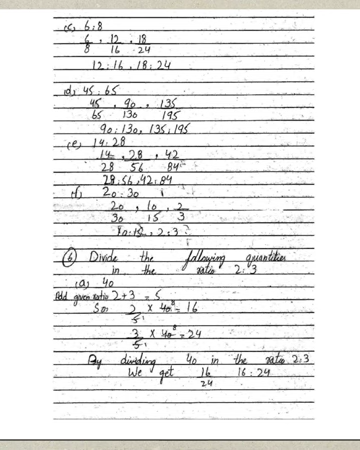 (c) 6:8
6/8, 12/16, 18/24
12:16, 18:24
(d) 45:65
45/65, 90/130, 135/195
90:130, 135:195
(e) 14:28
14/28, 28/56, 42/84
28:56, 42:84
(f) 20:30
20/30, 10/15, 2/3
10:15, 2:3
(6) Divide the following quantities
in the ratio 2:3
(a) 40
Add given ratio 2+3 = 5
So, 2/5 × 40 = 16
3/5 × 40 = 24
By dividing 40 in the ratio 2:3
We get 16/24 16:24